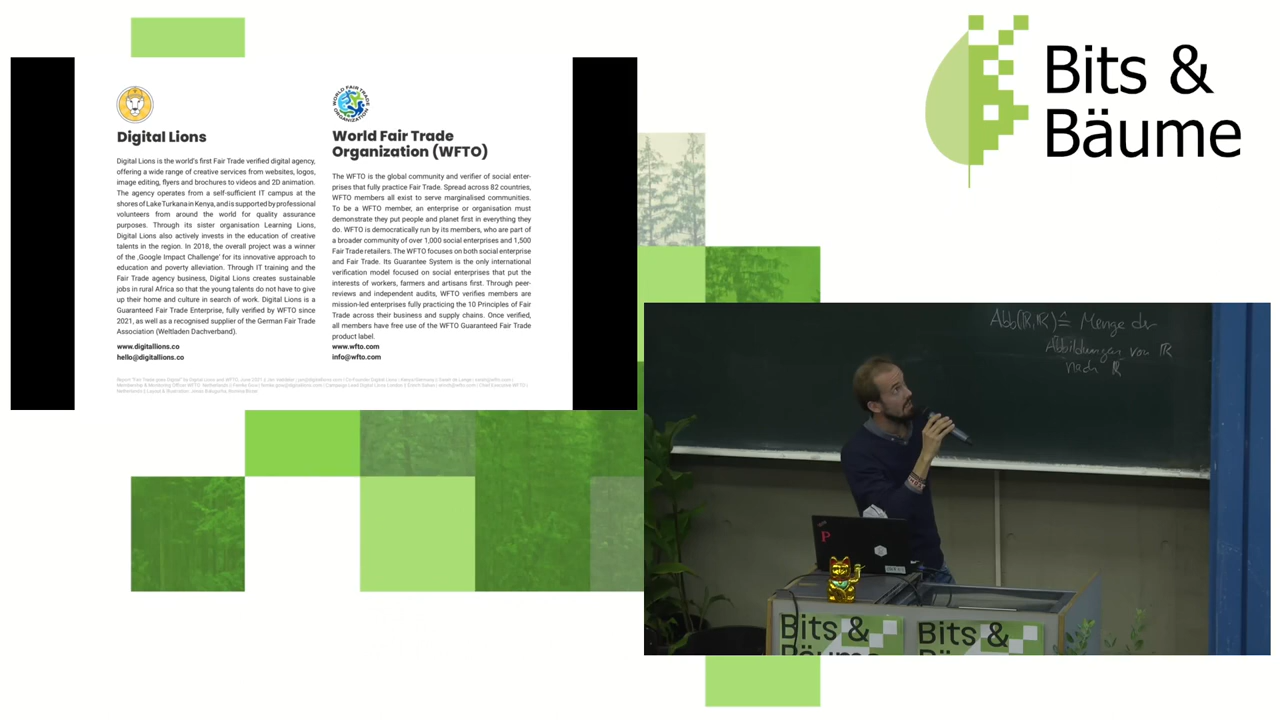 Bits &
Bäume
WORLD FAIR TRADE
ORGANIZATION
Digital Lions
Digital Lions is the world's first Fair Trade verified digital agency,
offering a wide range of creative services from websites, logos,
image editing, flyers and brochures to videos and 2D animation.
The agency operates from a self-sufficient IT campus at the
shores of Lake Turkana in Kenya, and is supported by professional
volunteers from around the world for quality assurance
purposes. Through its sister organisation Learning Lions,
Digital Lions also actively invests in the education of creative
talents in the region. In 2018, the overall project was a winner
of the ‚Google Impact Challenge' for its innovative approach to
education and poverty alleviation. Through IT training and the
Fair Trade agency business, Digital Lions creates sustainable
jobs in rural Africa so that the young talents do not have to give
up their home and culture in search of work. Digital Lions is a
Guaranteed Fair Trade Enterprise, fully verified by WFTO since
2021, as well as a recognised supplier of the German Fair Trade
Association (Weltladen Dachverband).
www.digitallions.co
hello@digitallions.co
World Fair Trade
Organization (WFTO)
The WFTO is the global community and verifier of social enter-
prises that fully practice Fair Trade. Spread across 82 countries,
WFTO members all exist to serve marginalised communities.
To be a WFTO member, an enterprise or organisation must
demonstrate they put people and planet first in everything they
do. WFTO is democratically run by its members, who are part of
a broader community of over 1,000 social enterprises and 1,500
Fair Trade retailers. The WFTO focuses on both social enterprise
and Fair Trade. Its Guarantee System is the only international
verification model focused on social enterprises that put the
interests of workers, farmers and artisans first. Through peer-
reviews and independent audits, WFTO verifies members are
mission-led enterprises fully practicing the 10 Principles of Fair
Trade across their business and supply chains. Once verified,
all members have free use of the WFTO Guaranteed Fair Trade
product label.
www.wfto.com
info@wfto.com
Abb(ℝ,ℝ) ≙ Menge der
Abbildungen von ℝ
nach ℝ
P
Bits &
Bäume
Bits &